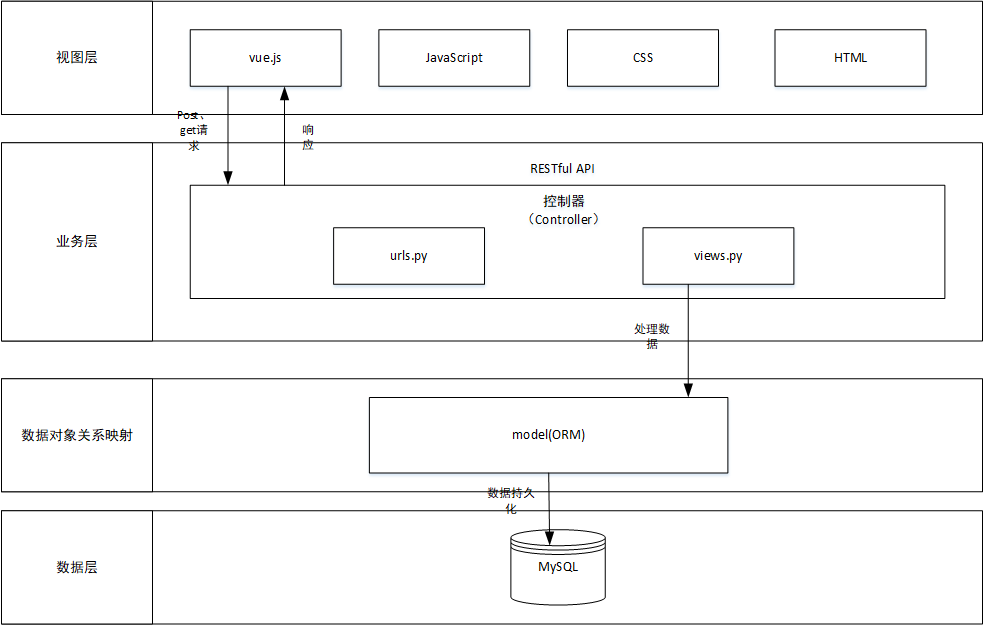 视图层
vue.js
JavaScript
CSS
HTML
Post、
get请
求
响
应
业务层
RESTful API
控制器
（Controller）
urls.py
views.py
处理数
据
数据对象关系映射
model(ORM)
数据持久
化
数据层
MySQL